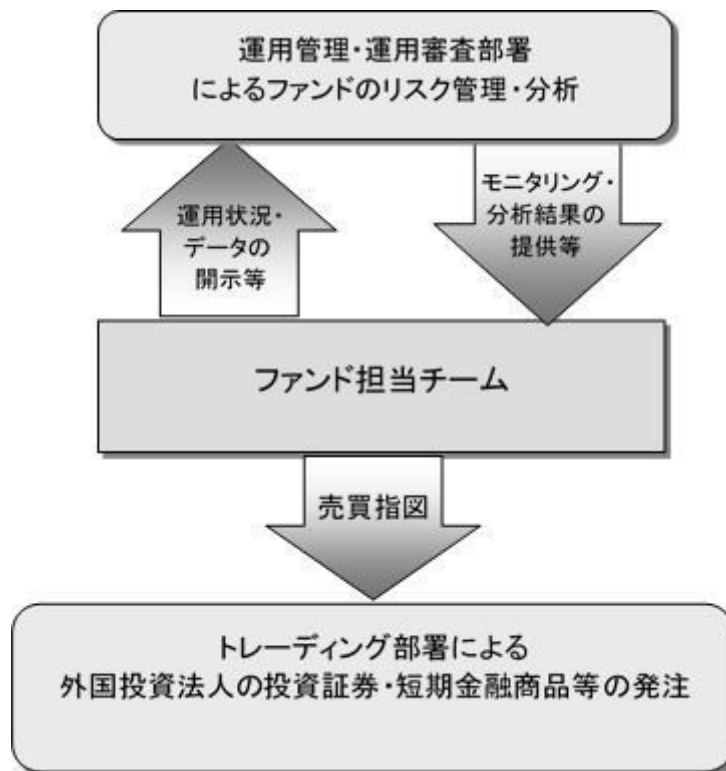 運用管理・運用審査部署
によるファンドのリスク管理・分析
運用状況・
データの
開示等
モニタリング・
分析結果の
提供等
ファンド担当チーム
売買指図
トレーディング部署による
外国投資法人の投資証券・短期金融商品等の発注